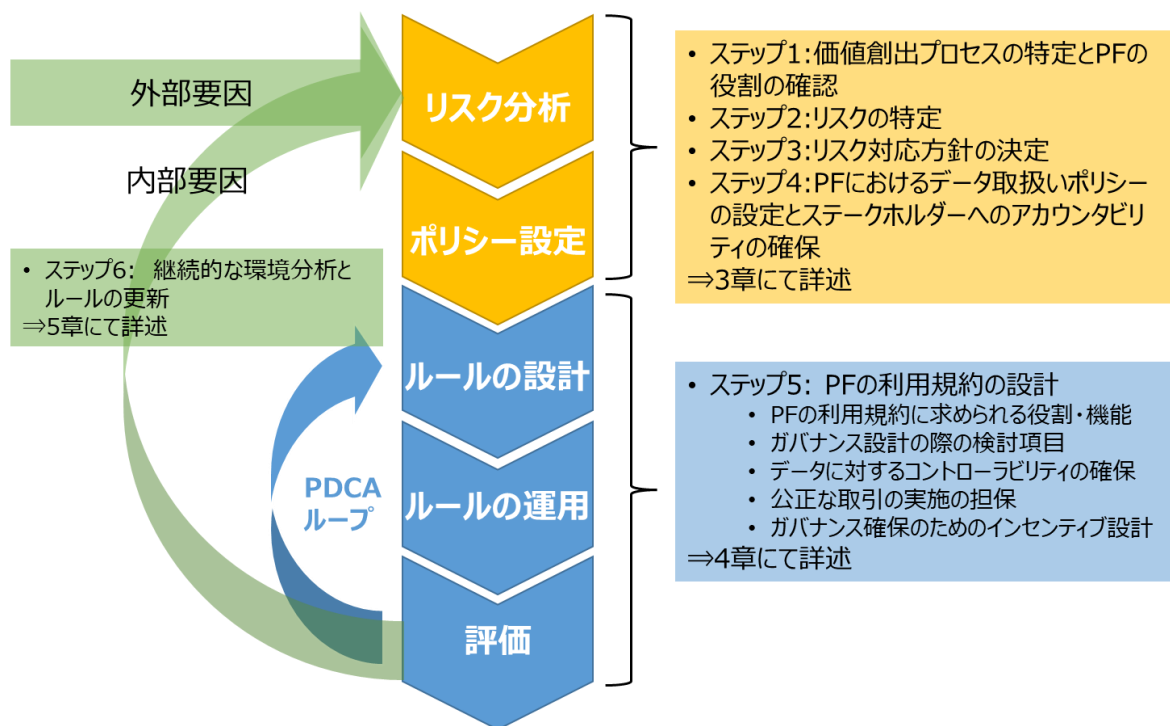 外部要因
内部要因
• ステップ6： 継続的な環境分析と
ルールの更新
⇒5章にて詳述
PDCA
ループ
リスク分析
ポリシー設定
ルールの設計
ルールの運用
評価
• ステップ1：価値創出プロセスの特定とPFの
役割の確認
• ステップ2：リスクの特定
• ステップ3：リスク対応方針の決定
• ステップ4：PFにおけるデータ取扱いポリシー
の設定とステークホルダーへのアカウンタビリ
ティの確保
⇒3章にて詳述
• ステップ5： PFの利用規約の設計
• PFの利用規約に求められる役割・機能
• ガバナンス設計の際の検討項目
• データに対するコントローラビリティの確保
• 公正な取引の実施の担保
• ガバナンス確保のためのインセンティブ設計
⇒4章にて詳述